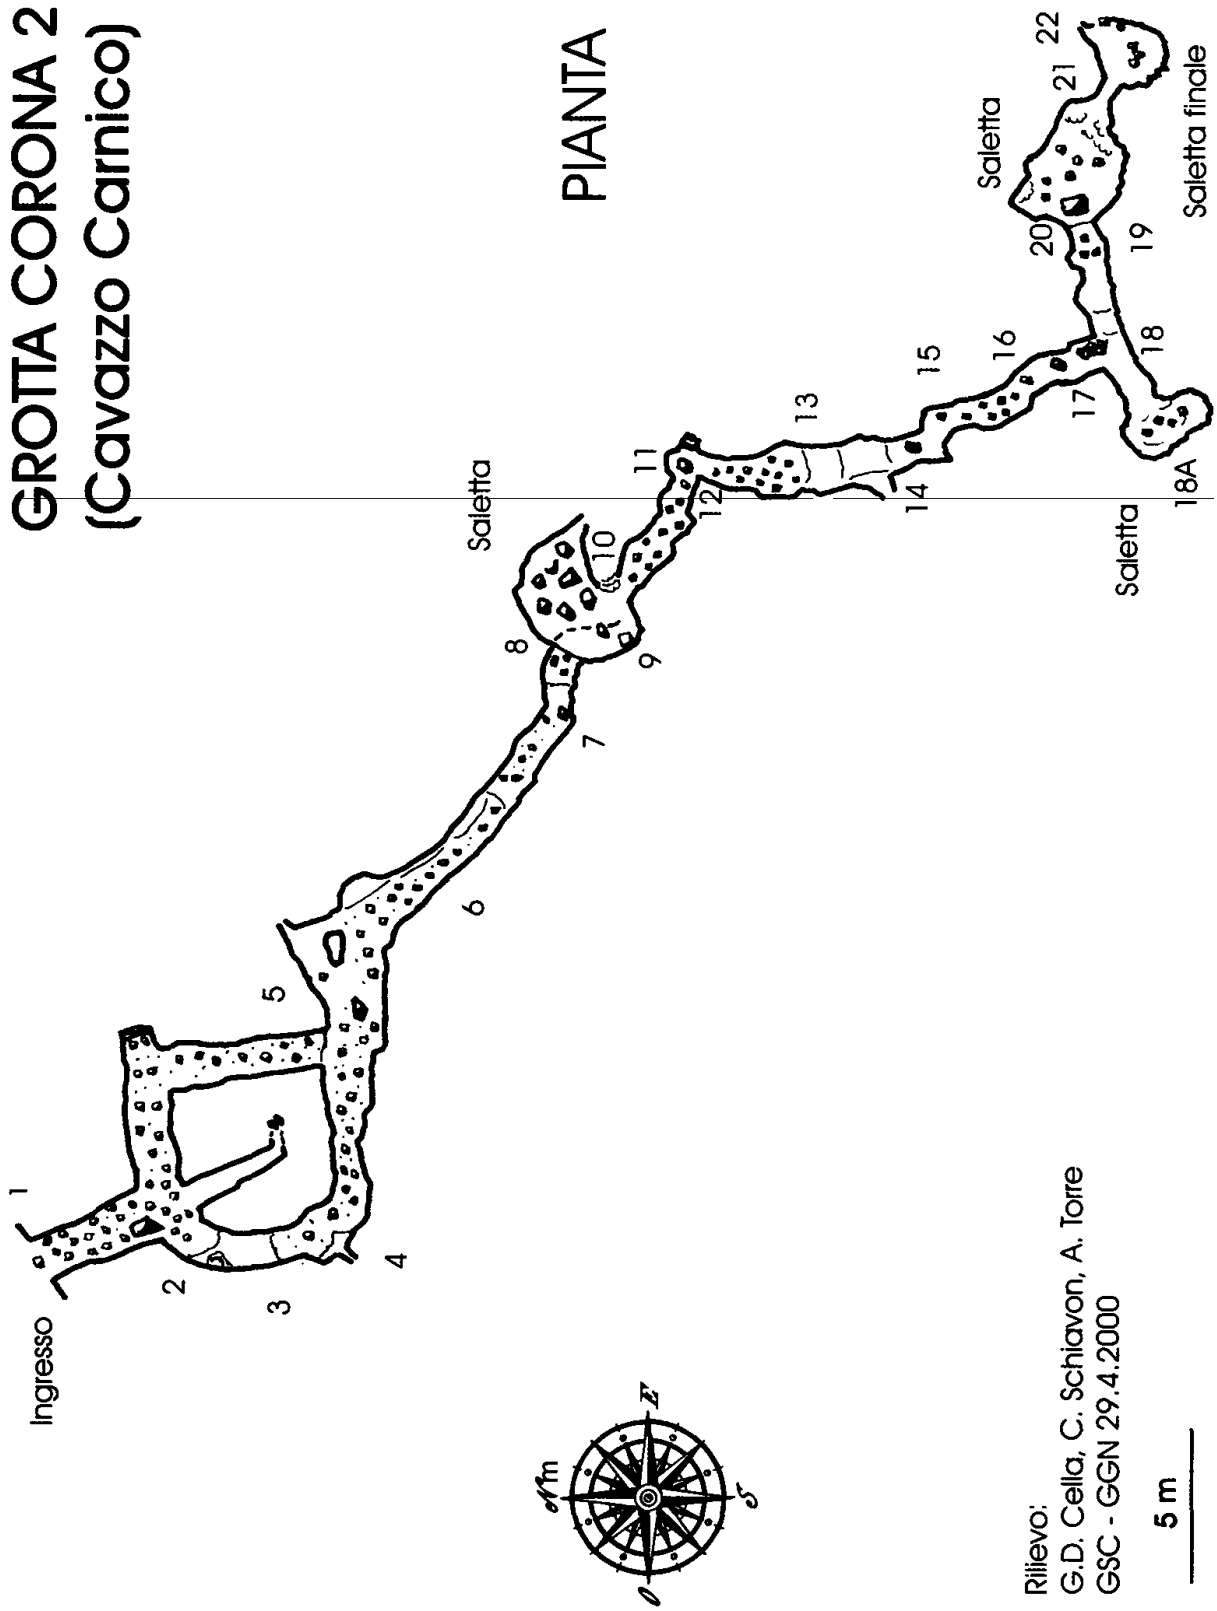 GROTTA CORONA 2
(Cavazzo Carnico)
PIANTA
Ingresso
1
2
3
4
5
6
7
8
Saletta
9
10
11
12
13
14
15
16
17
18
18A
Saletta
19
20
Saletta
21
22
Saletta finale
Nm
E
S
O
Rilievo:
G.D. Cella, C. Schiavon, A. Torre
GSC - GGN 29.4.2000
5 m